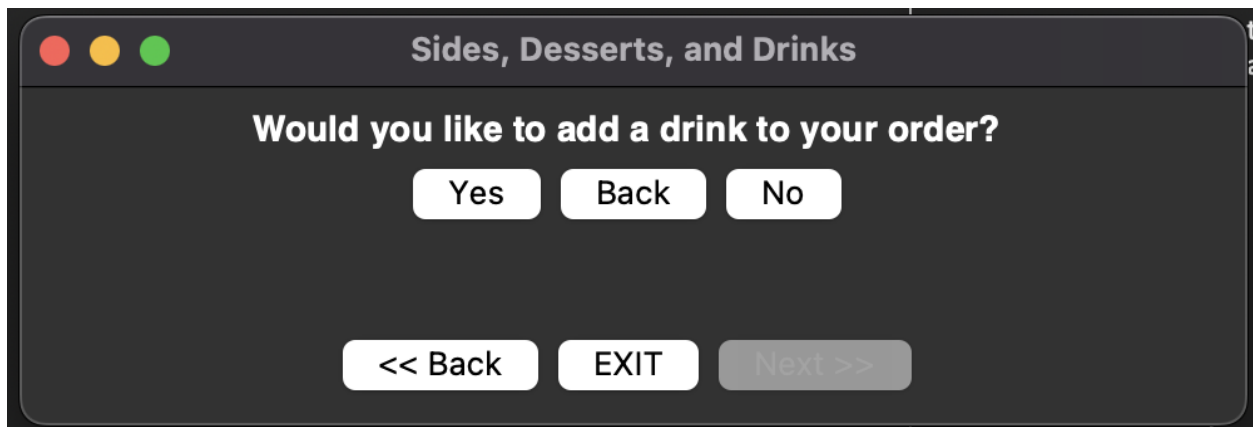 Sides, Desserts, and Drinks
Would you like to add a drink to your order?
Yes Back No
<< Back EXIT Next >>